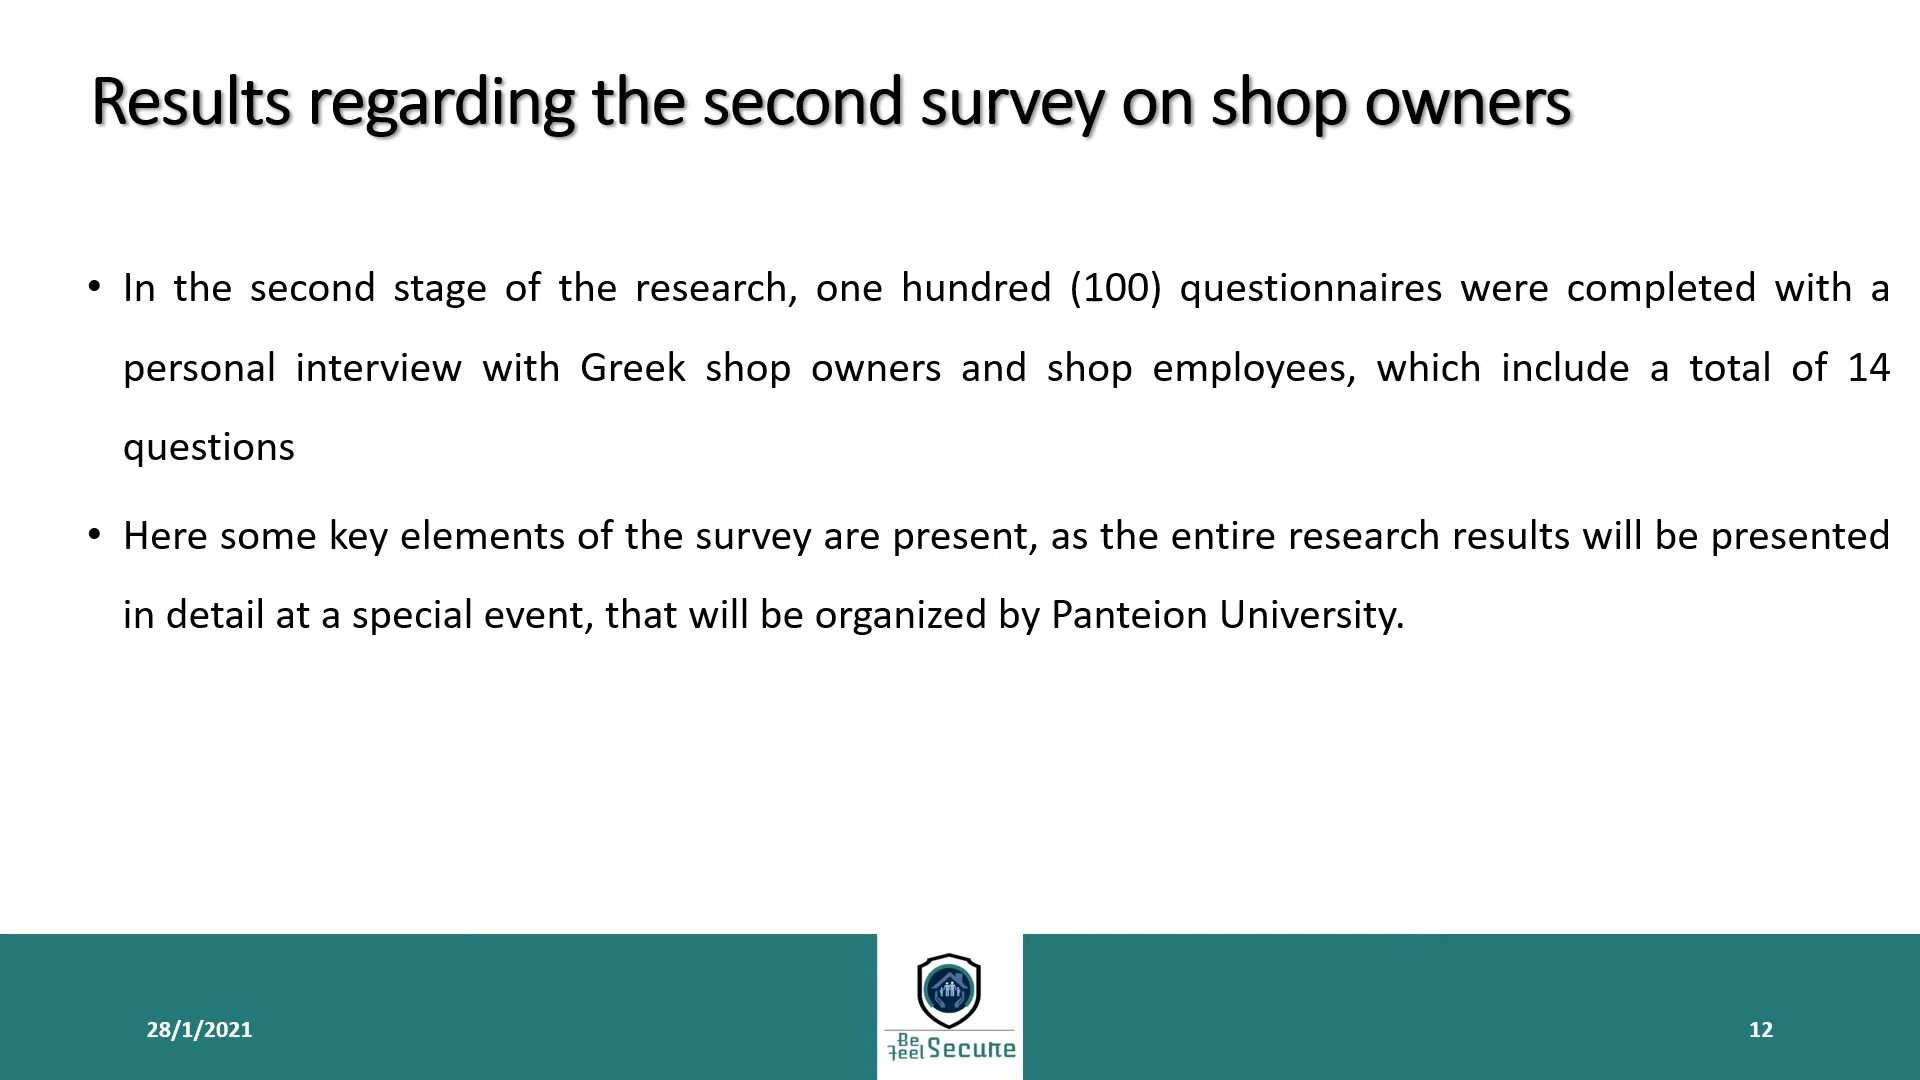 Results regarding the second survey on shop owners
• In the second stage of the research, one hundred (100) questionnaires were completed with a
personal interview with Greek shop owners and shop employees, which include a total of 14
questions
• Here some key elements of the survey are present, as the entire research results will be presented
in detail at a special event, that will be organized by Panteion University.
28/1/2021
Be
feel Secure
12